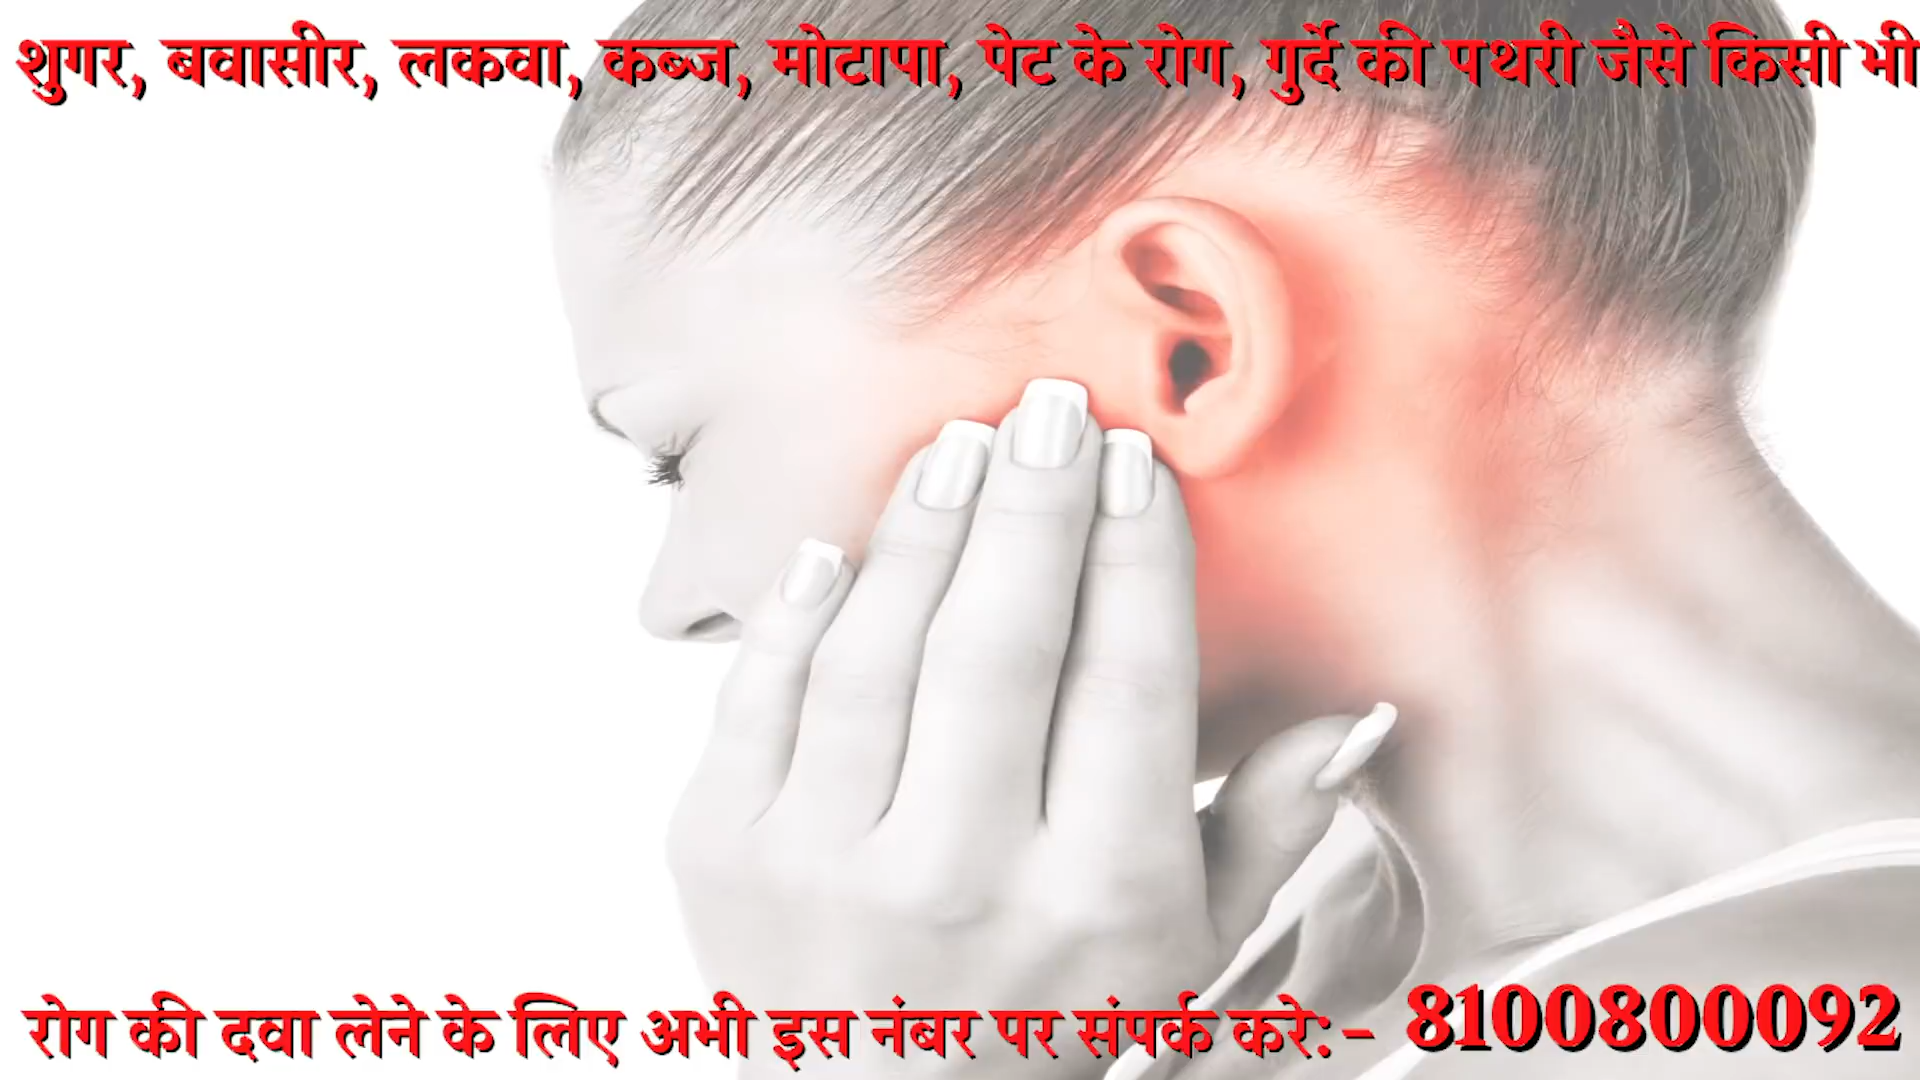 शुगर, बवासीर, लकवा, कब्ज, मोटापा, पेट के रोग, गुर्दे की पथरी जैसे किसी भी
रोग की दवा लेने के लिए अभी इस नंबर पर संपर्क करे:- 8100800092